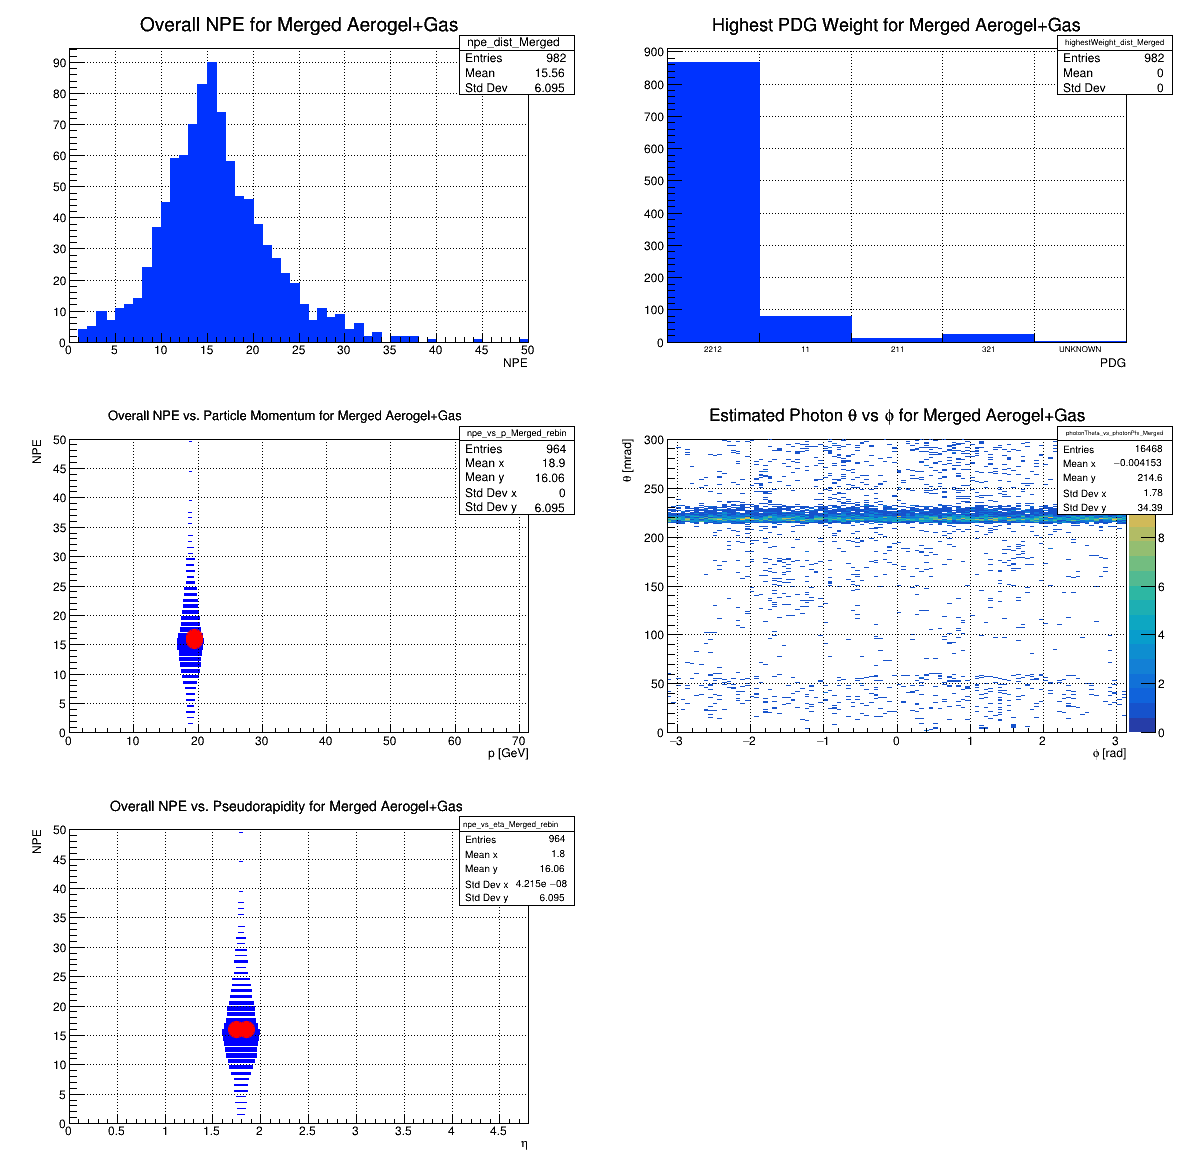 Overall NPE for Merged Aerogel+Gas
npe_dist_Merged
Entries 982
Mean 15.56
Std Dev 6.095
90
80
70
60
50
40
30
20
10
0
0 5 10 15 20 25 30 35 40 45 50
NPE
Highest PDG Weight for Merged Aerogel+Gas
highestWeight_dist_Merged
Entries 982
Mean 0
Std Dev 0
900
800
700
600
500
400
300
200
100
0
2212 11 211 321 UNKNOWN
PDG
Overall NPE vs. Particle Momentum for Merged Aerogel+Gas
npe_vs_p_Merged_rebin
Entries 964
Mean x 18.9
Mean y 16.06
Std Dev x 0
Std Dev y 6.095
NPE
50
45
40
35
30
25
20
15
10
5
0
0 10 20 30 40 50 60 70
p [GeV]
Estimated Photon θ vs ϕ for Merged Aerogel+Gas
photonTheta_vs_photonPhi_Merged
Entries 16468
Mean x −0.004153
Mean y 214.6
Std Dev x 1.78
Std Dev y 34.39
θ [mrad]
300
250
200
150
100
50
0
−3 −2 −1 0 1 2 3
ϕ [rad]
8
6
4
2
0
Overall NPE vs. Pseudorapidity for Merged Aerogel+Gas
npe_vs_eta_Merged_rebin
Entries 964
Mean x 1.8
Mean y 16.06
Std Dev x 4.215e −08
Std Dev y 6.095
NPE
50
45
40
35
30
25
20
15
10
5
0
0 0.5 1 1.5 2 2.5 3 3.5 4 4.5
η